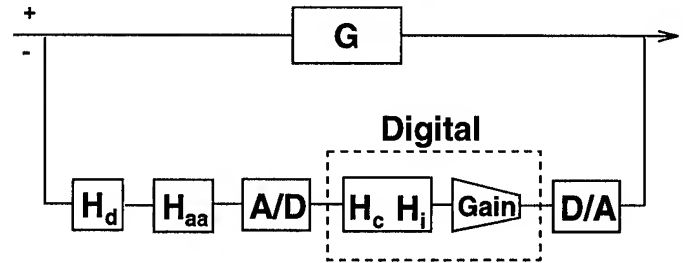 +
G
-
Digital
H_d
H_aa
A/D
H_c H_i
Gain
D/A